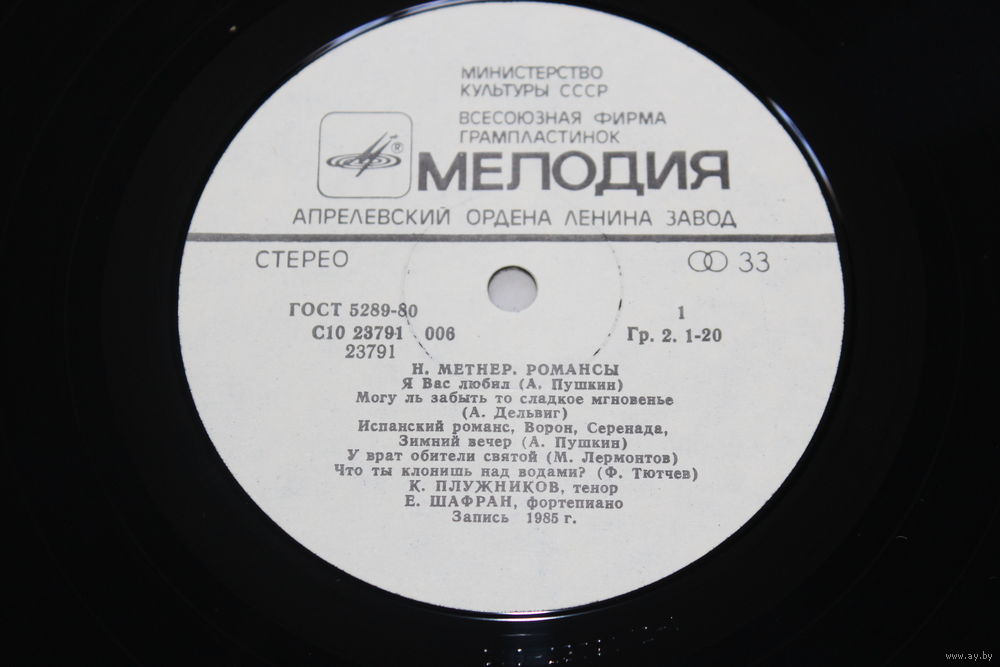 МИНИСТЕРСТВО
КУЛЬТУРЫ СССР
ВСЕСОЮЗНАЯ ФИРМА
ГРАМПЛАСТИНОК
®
МЕЛОДИЯ
АПРЕЛЕВСКИЙ ОРДЕНА ЛЕНИНА ЗАВОД
СТЕРЕО 33
ГОСТ 5289-80 1
С10 23791 006 Гр. 2. 1-20
23791
Н. МЕТНЕР. РОМАНСЫ
Я Вас любил (А. Пушкин)
Могу ль забыть то сладкое мгновенье
(А. Дельвиг)
Испанский романс, Ворон, Серенада,
Зимний вечер (А. Пушкин)
У врат обители святой (М. Лермонтов)
Что ты клонишь над водами? (Ф. Тютчев)
К. ПЛУЖНИКОВ, тенор
Е. ШАФРАН, фортепиано
Запись 1985 г.
www.ay.by